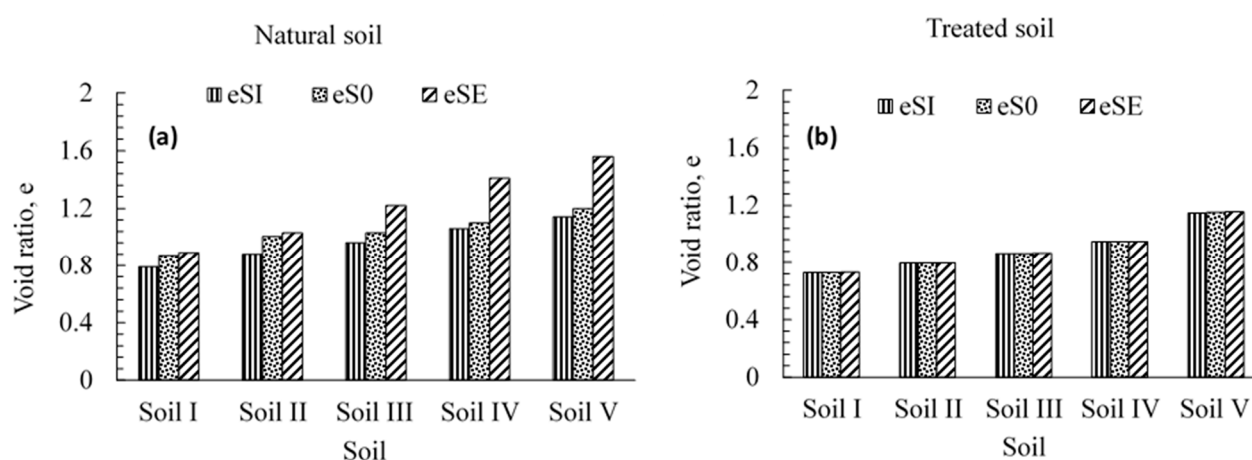 Natural soil
eSI eS0 eSE
(a)
Void ratio, e
2
1.6
1.2
0.8
0.4
0
Soil I Soil II Soil III Soil IV Soil V
Soil
Treated soil
eSI eS0 eSE
(b)
Void ratio, e
2
1.6
1.2
0.8
0.4
0
Soil I Soil II Soil III Soil IV Soil V
Soil